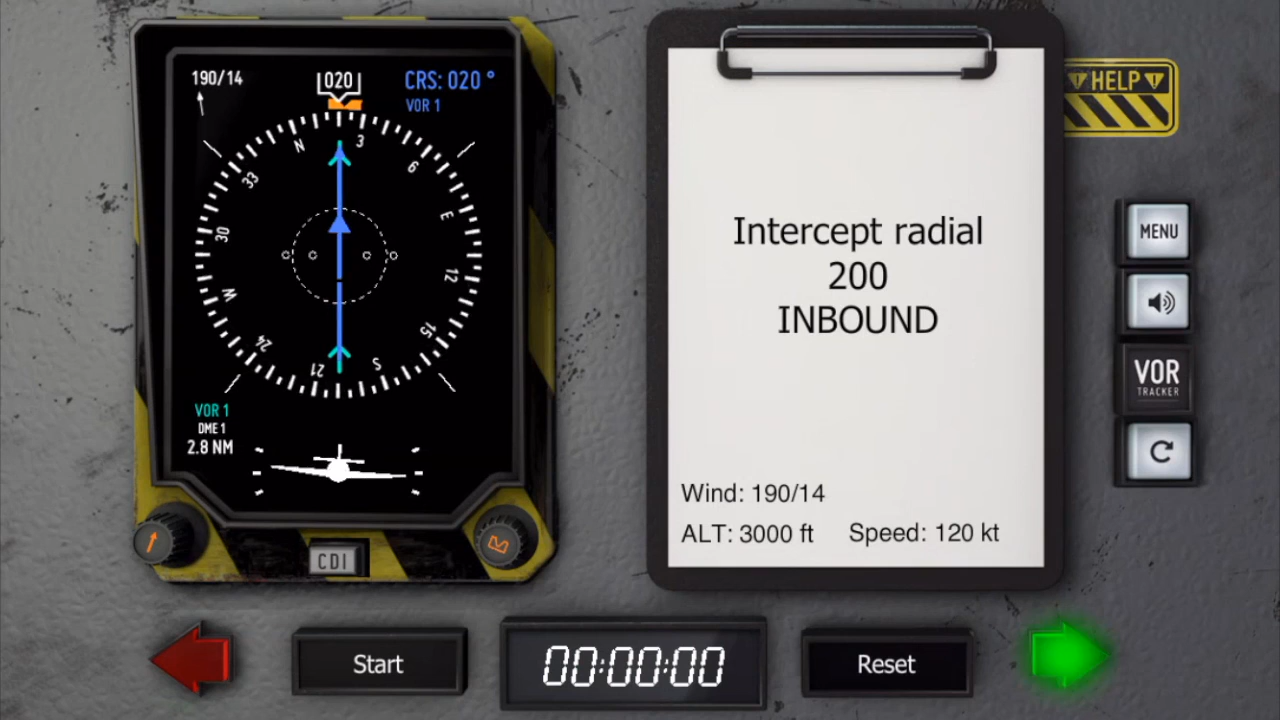 190/14
020
CRS: 020 °
VOR 1
N
3
33
6
30
E
W
12
24
15
21
S
VOR 1
DME 1
2.8 NM
CDI
Intercept radial
200
INBOUND
Wind: 190/14
ALT: 3000 ft Speed: 120 kt
HELP
MENU
VOR
TRACKER
Start
00:00:00
Reset